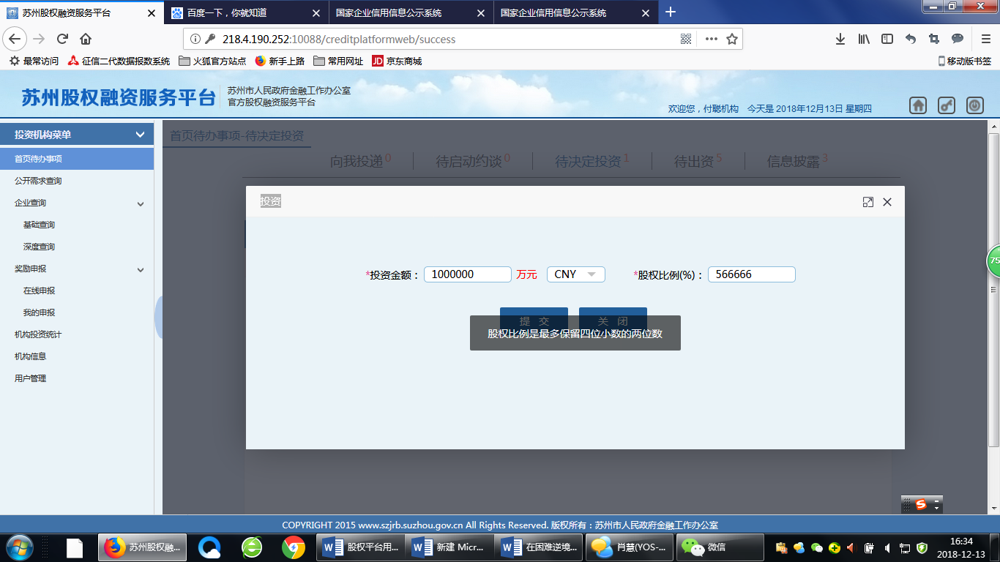 苏州股权融资服务平台
百度一下，你就知道
国家企业信用信息公示系统
国家企业信用信息公示系统
218.4.190.252:10088/creditplatformweb/success
最常访问 征信二代数据报数系统 火狐官方站点 新手上路 常用网址 JD 京东商城 移动版书签
苏州股权融资服务平台
苏州市人民政府金融工作办公室
官方股权融资服务平台
欢迎您，付聪机构 今天是 2018年12月13日 星期四
投资机构菜单
首页待办事项
公开需求查询
企业查询
基础查询
深度查询
奖励申报
在线申报
我的申报
机构投资统计
机构信息
用户管理
首页待办事项-待决定投资
向我投递 0 待启动约谈 0 待决定投资 1 待出资 5 信息披露 3
投资
*投资金额： 1000000 万元 CNY *股权比例(%)： 566666
提 交 关 闭
股权比例是最多保留四位小数的两位数
75
COPYRIGHT 2015 www.szjrb.suzhou.gov.cn All Rights Reserved. 版权所有：苏州市人民政府金融工作办公室
苏州股权融... 股权平台用... 新建 Micr... 在困难逆境... 肖慧(YOS-... 微信
16:34
2018-12-13